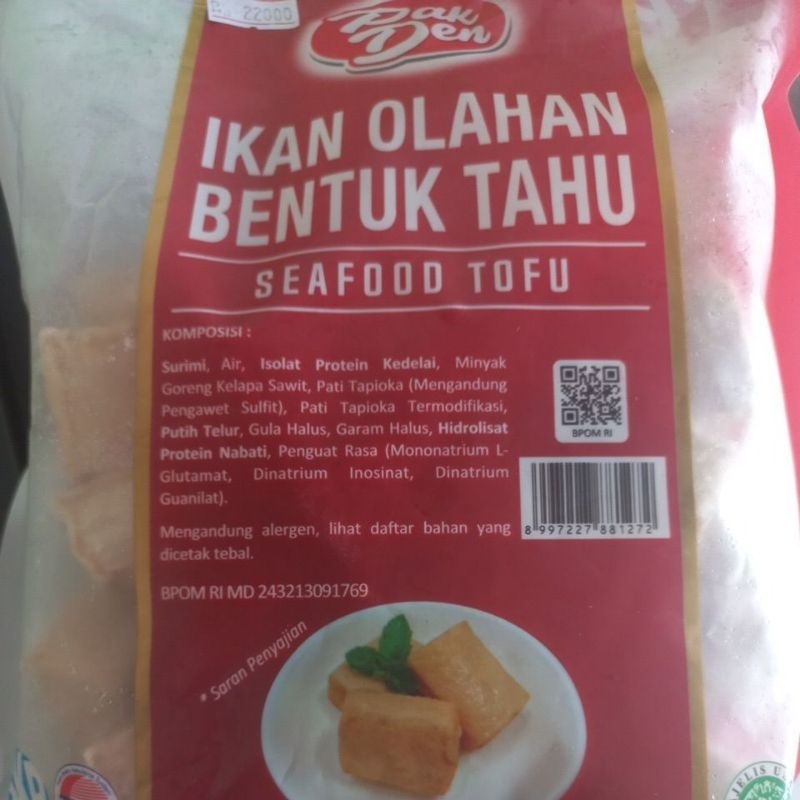 Rp 22000
Pak
Den
IKAN OLAHAN
BENTUK TAHU
SEAFOOD TOFU
KOMPOSISI :
Surimi, Air, Isolat Protein Kedelai, Minyak
Goreng Kelapa Sawit, Pati Tapioka (Mengandung
Pengawet Sulfit), Pati Tapioka Termodifikasi,
Putih Telur, Gula Halus, Garam Halus, Hidrolisat
Protein Nabati, Penguat Rasa (Mononatrium L-
Glutamat, Dinatrium Inosinat, Dinatrium
Guanilat).
BPOM RI
8 997227 881272
Mengandung alergen, lihat daftar bahan yang
dicetak tebal.
BPOM RI MD 243213091769
* Saran Penyajian